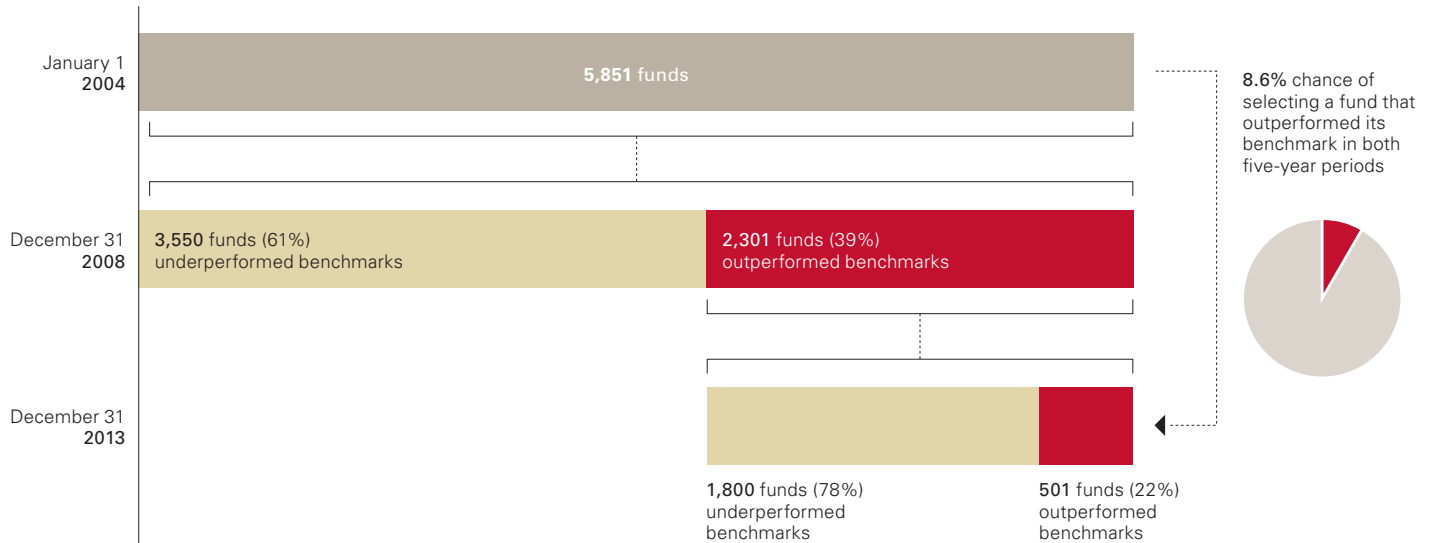 January 1
2004
5,851 funds
8.6% chance of
selecting a fund that
outperformed its
benchmark in both
five-year periods
December 31
2008
3,550 funds (61%)
underperformed benchmarks
2,301 funds (39%)
outperformed benchmarks
December 31
2013
1,800 funds (78%)
underperformed
benchmarks
501 funds (22%)
outperformed
benchmarks